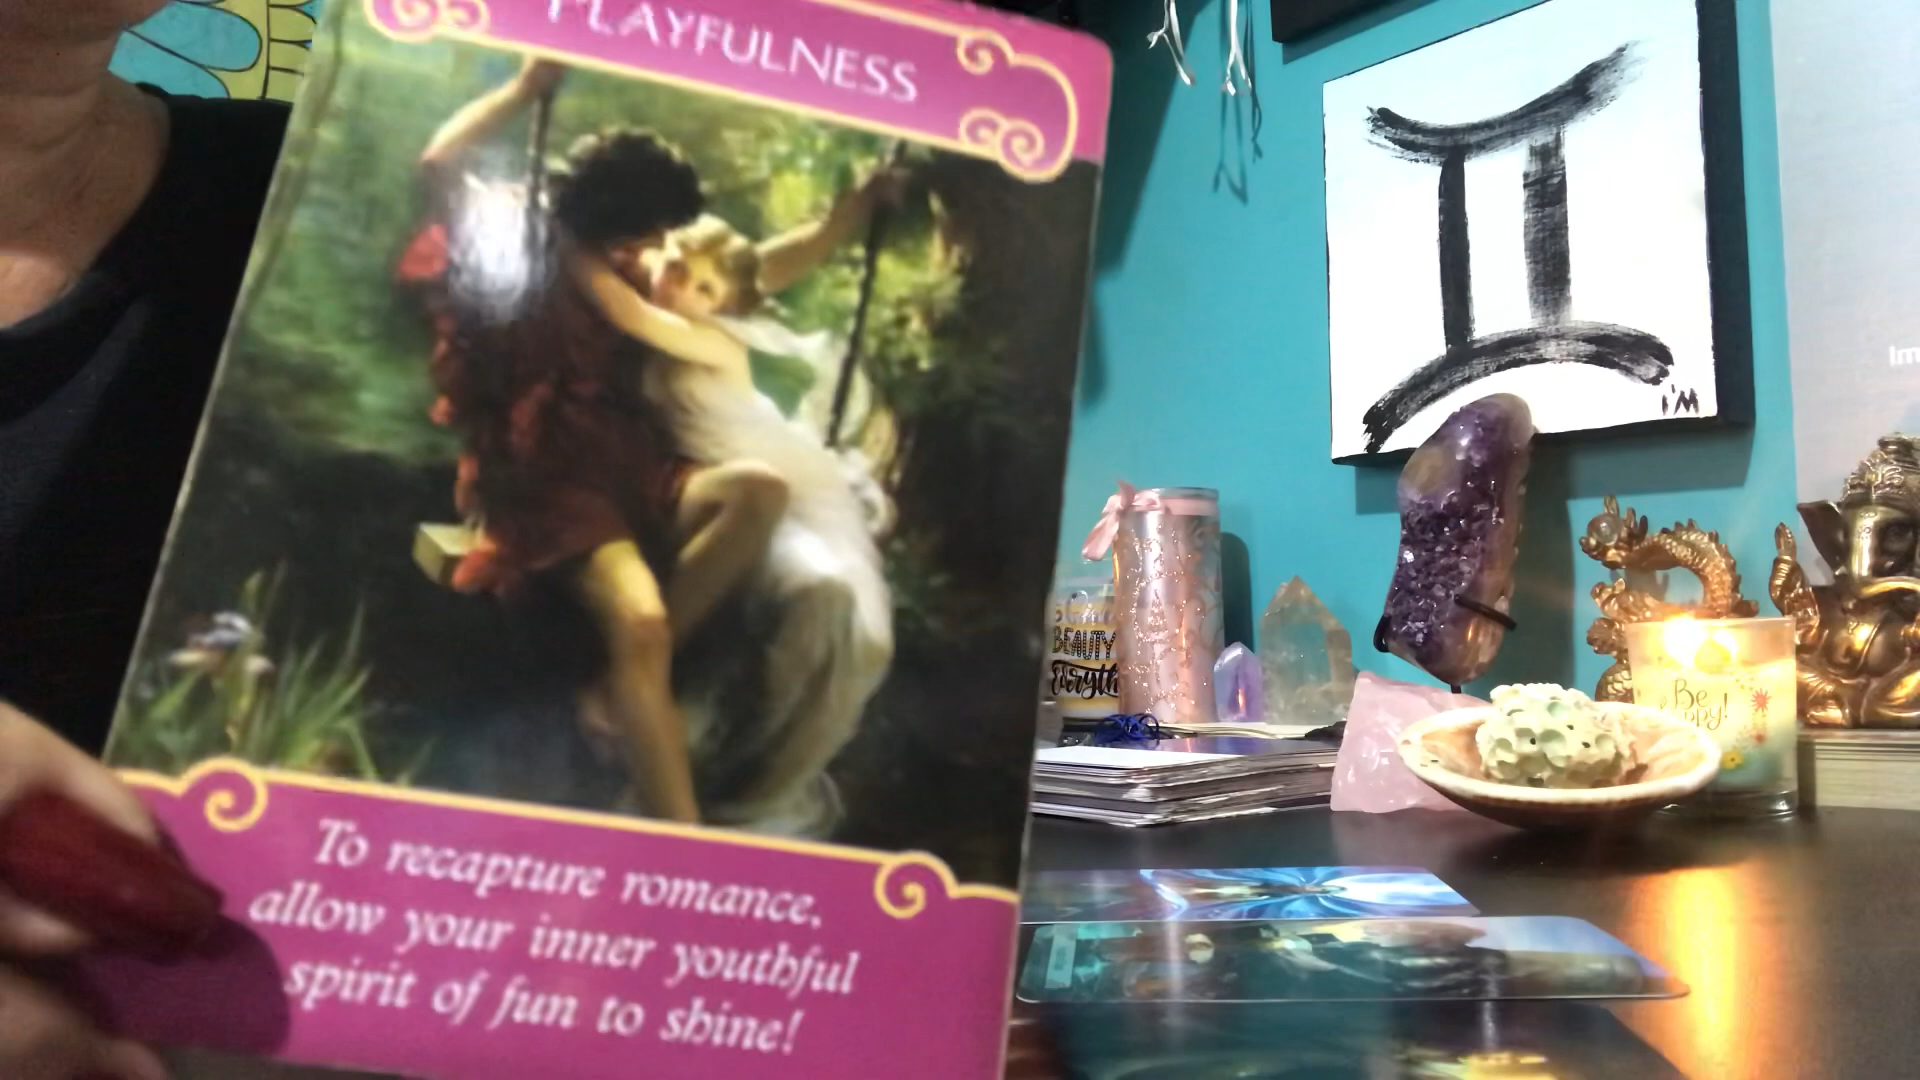 PLAYFULNESS
To recapture romance,
allow your inner youthful
spirit of fun to shine!
I'M
BEAUTY
Be